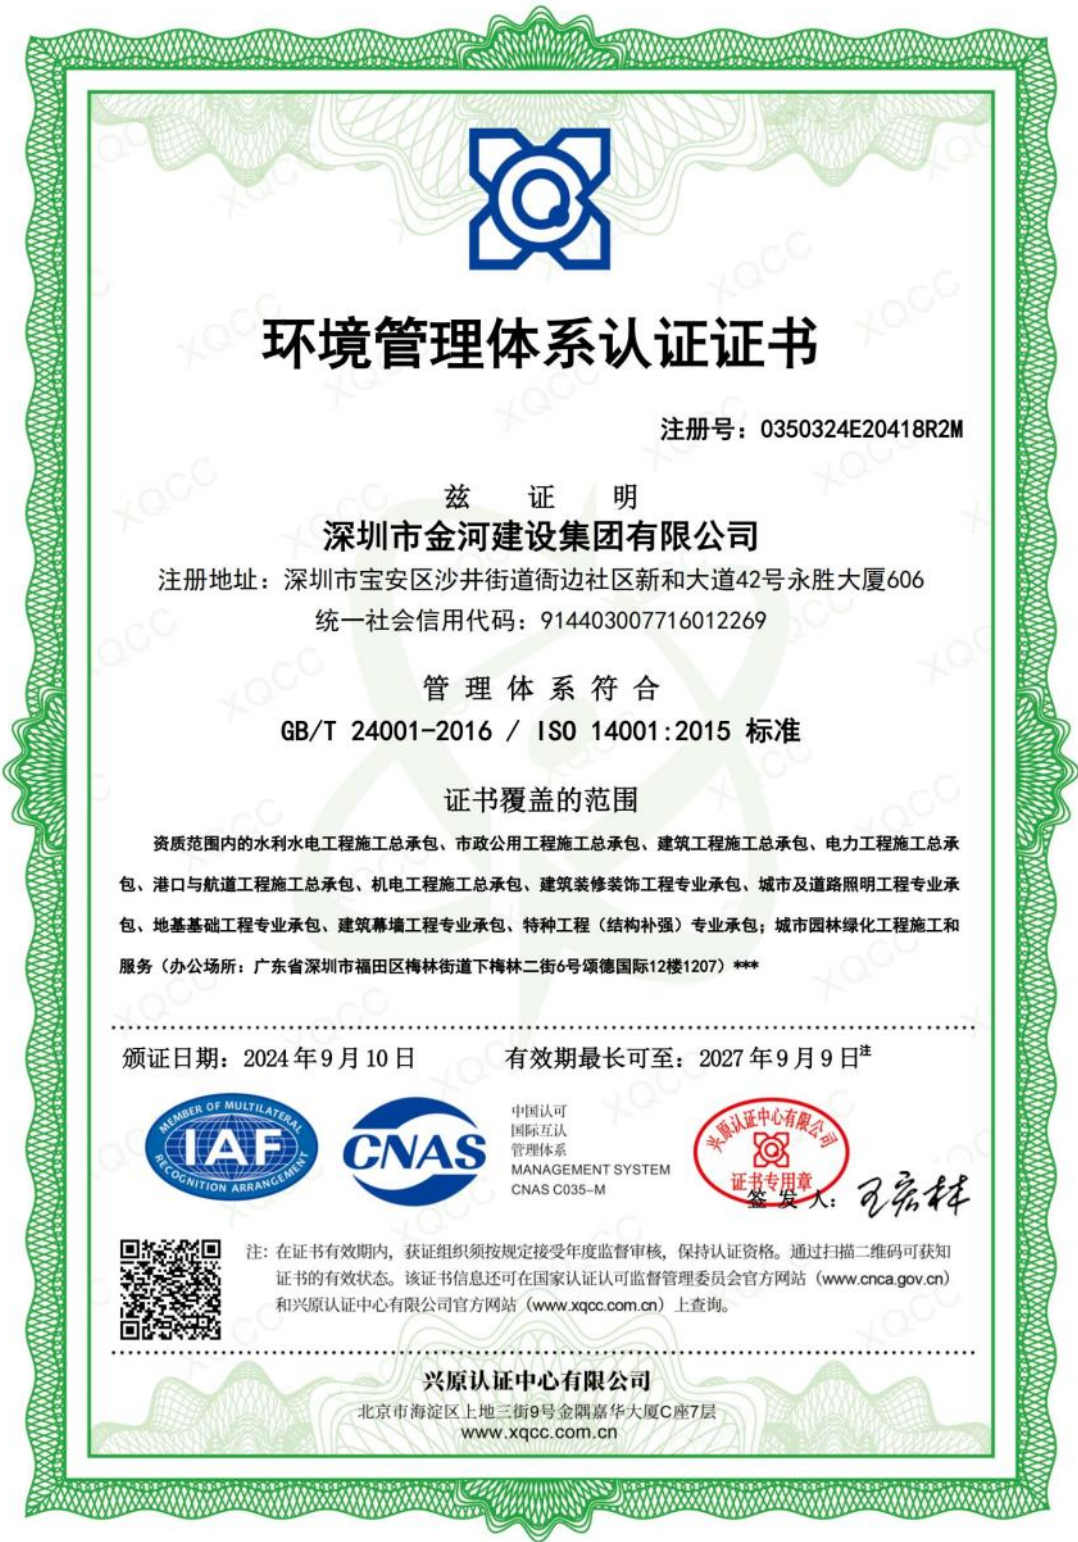 环境管理体系认证证书
注册号：0350324E20418R2M
兹 证 明
深圳市金河建设集团有限公司
注册地址：深圳市宝安区沙井街道衙边社区新和大道42号永胜大厦606
统一社会信用代码：914403007716012269
管 理 体 系 符 合
GB/T 24001-2016 / ISO 14001:2015 标准
证书覆盖的范围
资质范围内的水利水电工程施工总承包、市政公用工程施工总承包、建筑工程施工总承包、电力工程施工总承
包、港口与航道工程施工总承包、机电工程施工总承包、建筑装修装饰工程专业承包、城市及道路照明工程专业承
包、地基基础工程专业承包、建筑幕墙工程专业承包、特种工程（结构补强）专业承包；城市园林绿化工程施工和
服务（办公场所：广东省深圳市福田区梅林街道下梅林二街6号颂德国际12楼1207）***
颁证日期：2024年9月10日 有效期最长可至：2027年9月9日注
MEMBER OF MULTILATERAL
IAF
RECOGNITION ARRANGEMENT
CNAS
中国认可
国际互认
管理体系
MANAGEMENT SYSTEM
CNAS C035-M
兴原认证中心有限公司
证书专用章
签 发 人：王宏林
注：在证书有效期内，获证组织须按规定接受年度监督审核，保持认证资格。通过扫描二维码可获知
证书的有效状态。该证书信息还可在国家认证认可监督管理委员会官方网站（www.cnca.gov.cn）
和兴原认证中心有限公司官方网站（www.xqcc.com.cn）上查询。
兴原认证中心有限公司
北京市海淀区上地三街9号金隅嘉华大厦C座7层
www.xqcc.com.cn